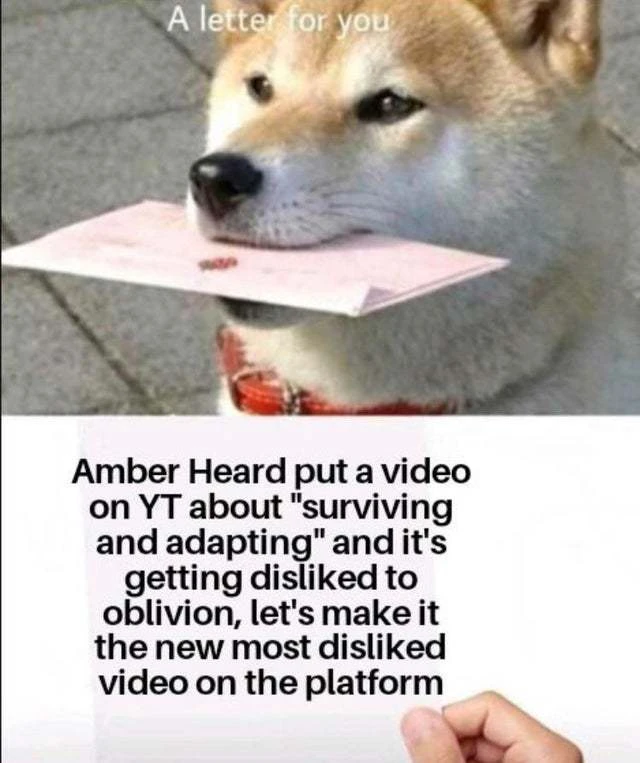 A letter for you
Amber Heard put a video
on YT about "surviving
and adapting" and it's
getting disliked to
oblivion, let's make it
the new most disliked
video on the platform